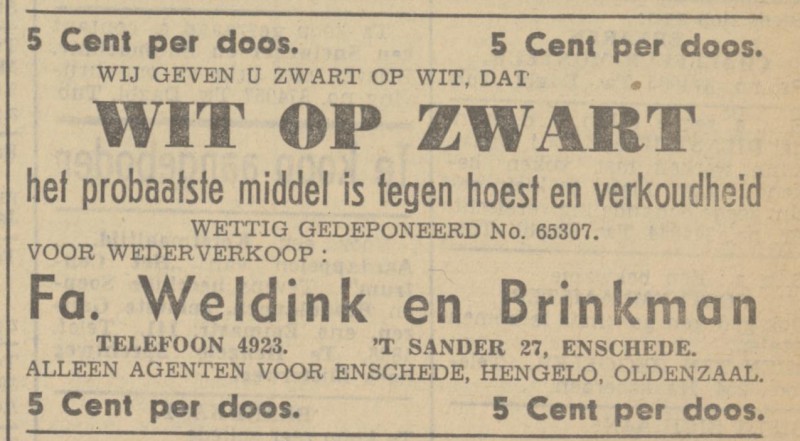 5 Cent per doos. 5 Cent per doos.
WIJ GEVEN U ZWART OP WIT, DAT
WIT OP ZWART
het probaatste middel is tegen hoest en verkoudheid
WETTIG GEDEPONEERD No. 65307.
VOOR WEDERVERKOOP:
Fa. Weldink en Brinkman
TELEFOON 4923. 'T SANDER 27, ENSCHEDE.
ALLEEN AGENTEN VOOR ENSCHEDE, HENGELO, OLDENZAAL.
5 Cent per doos. 5 Cent per doos.